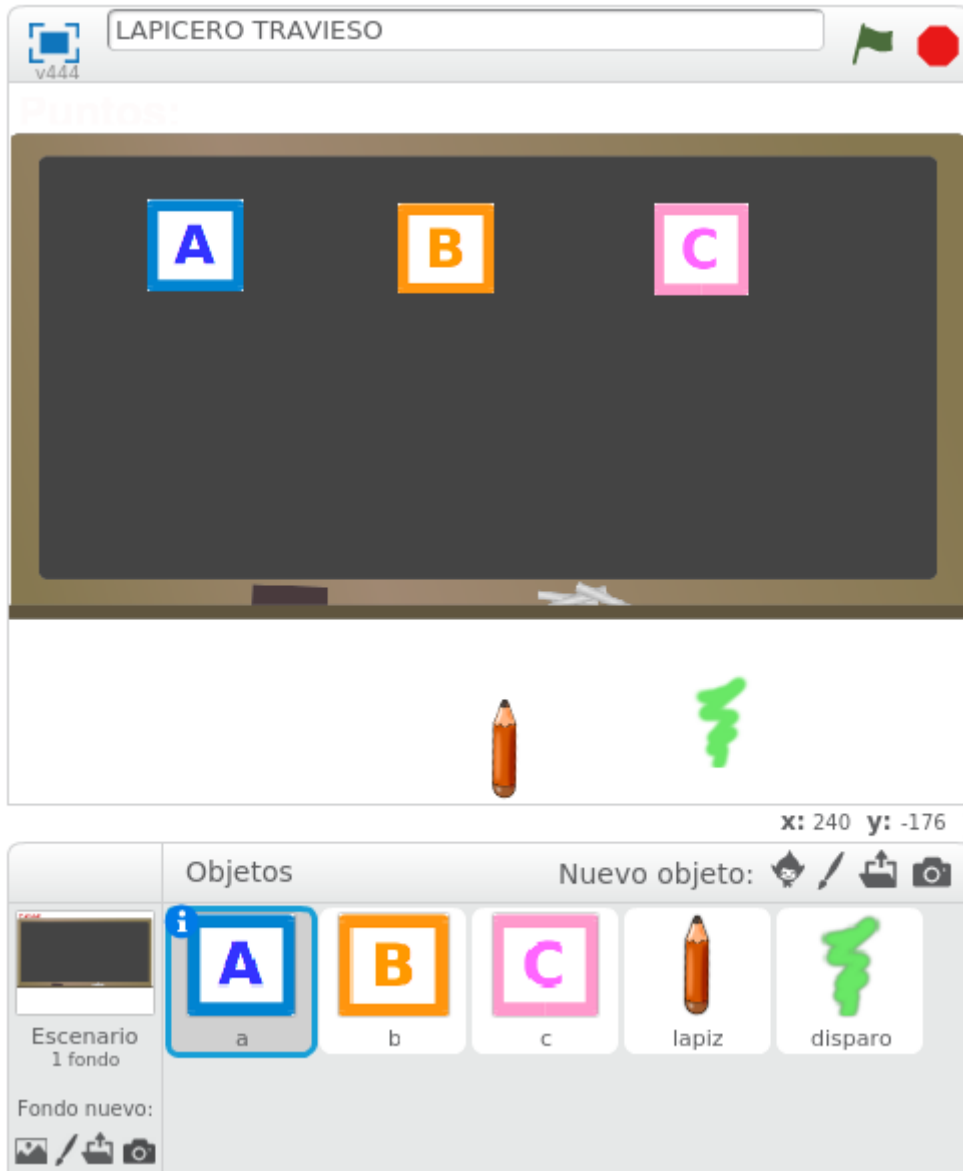 LAPICERO TRAVIESO
v444
Puntos:
A B C
x: 240 y: -176
Objetos
Nuevo objeto:
A B C
Escenario
1 fondo
a b c lapiz disparo
Fondo nuevo: